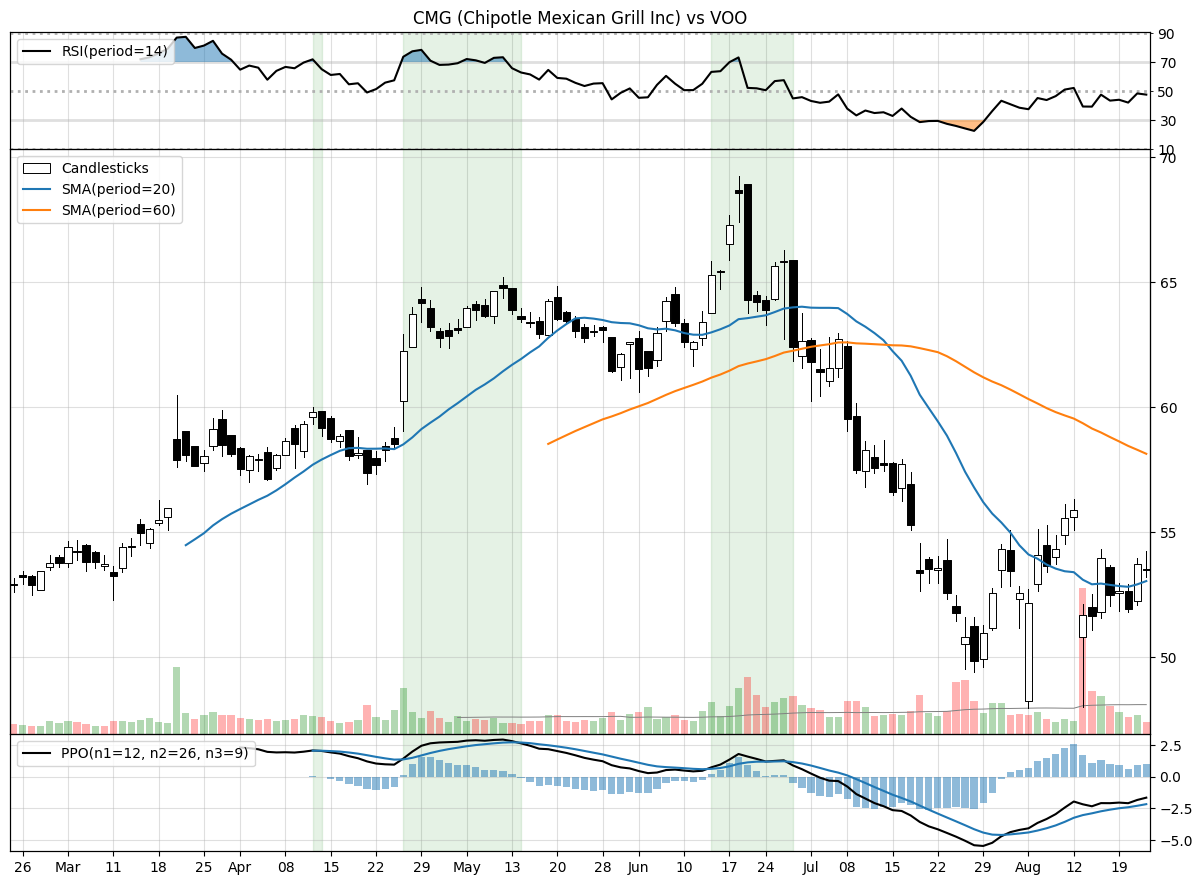 CMG (Chipotle Mexican Grill Inc) vs VOO
RSI(period=14)
90
70
50
30
10
Candlesticks
SMA(period=20)
SMA(period=60)
70
65
60
55
50
PPO(n1=12, n2=26, n3=9)
2.5
0.0
−2.5
−5.0
26 Mar 11 18 25 Apr 08 15 22 29 May 13 20 28 Jun 10 17 24 Jul 08 15 22 29 Aug 12 19